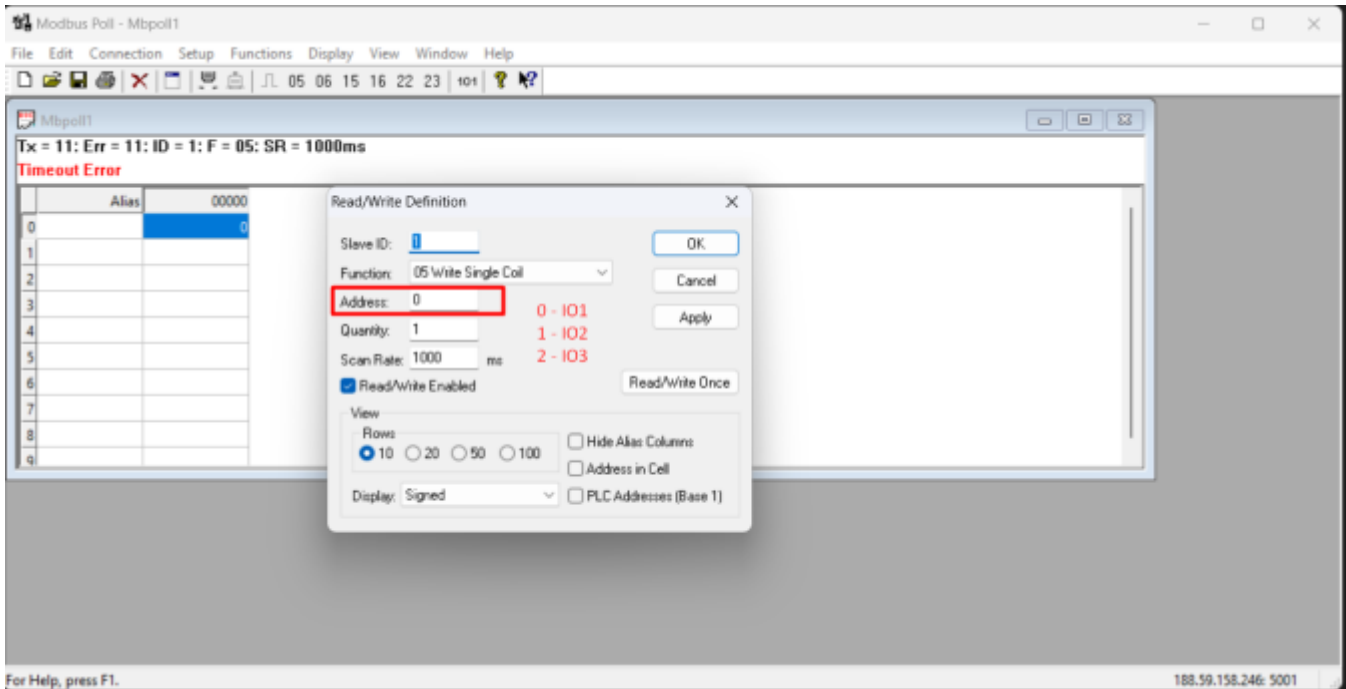 Modbus Poll - Mbpoll1
File Edit Connection Setup Functions Display View Window Help
05 06 15 16 22 23 101
Mbpoll1
Tx = 11: Err = 11: ID = 1: F = 05: SR = 1000ms
Timeout Error
Alias 00000
0 0
1
2
3
4
5
6
7
8
9
Read/Write Definition
Slave ID: 1 OK
Function: 05 Write Single Coil Cancel
Address: 0 0 - IO1 Apply
Quantity: 1 1 - IO2
Scan Rate: 1000 ms 2 - IO3
Read/Write Enabled Read/Write Once
View
Rows
10 20 50 100
Hide Alias Columns
Address in Cell
Display: Signed PLC Addresses (Base 1)
For Help, press F1. 188.59.158.246: 5001